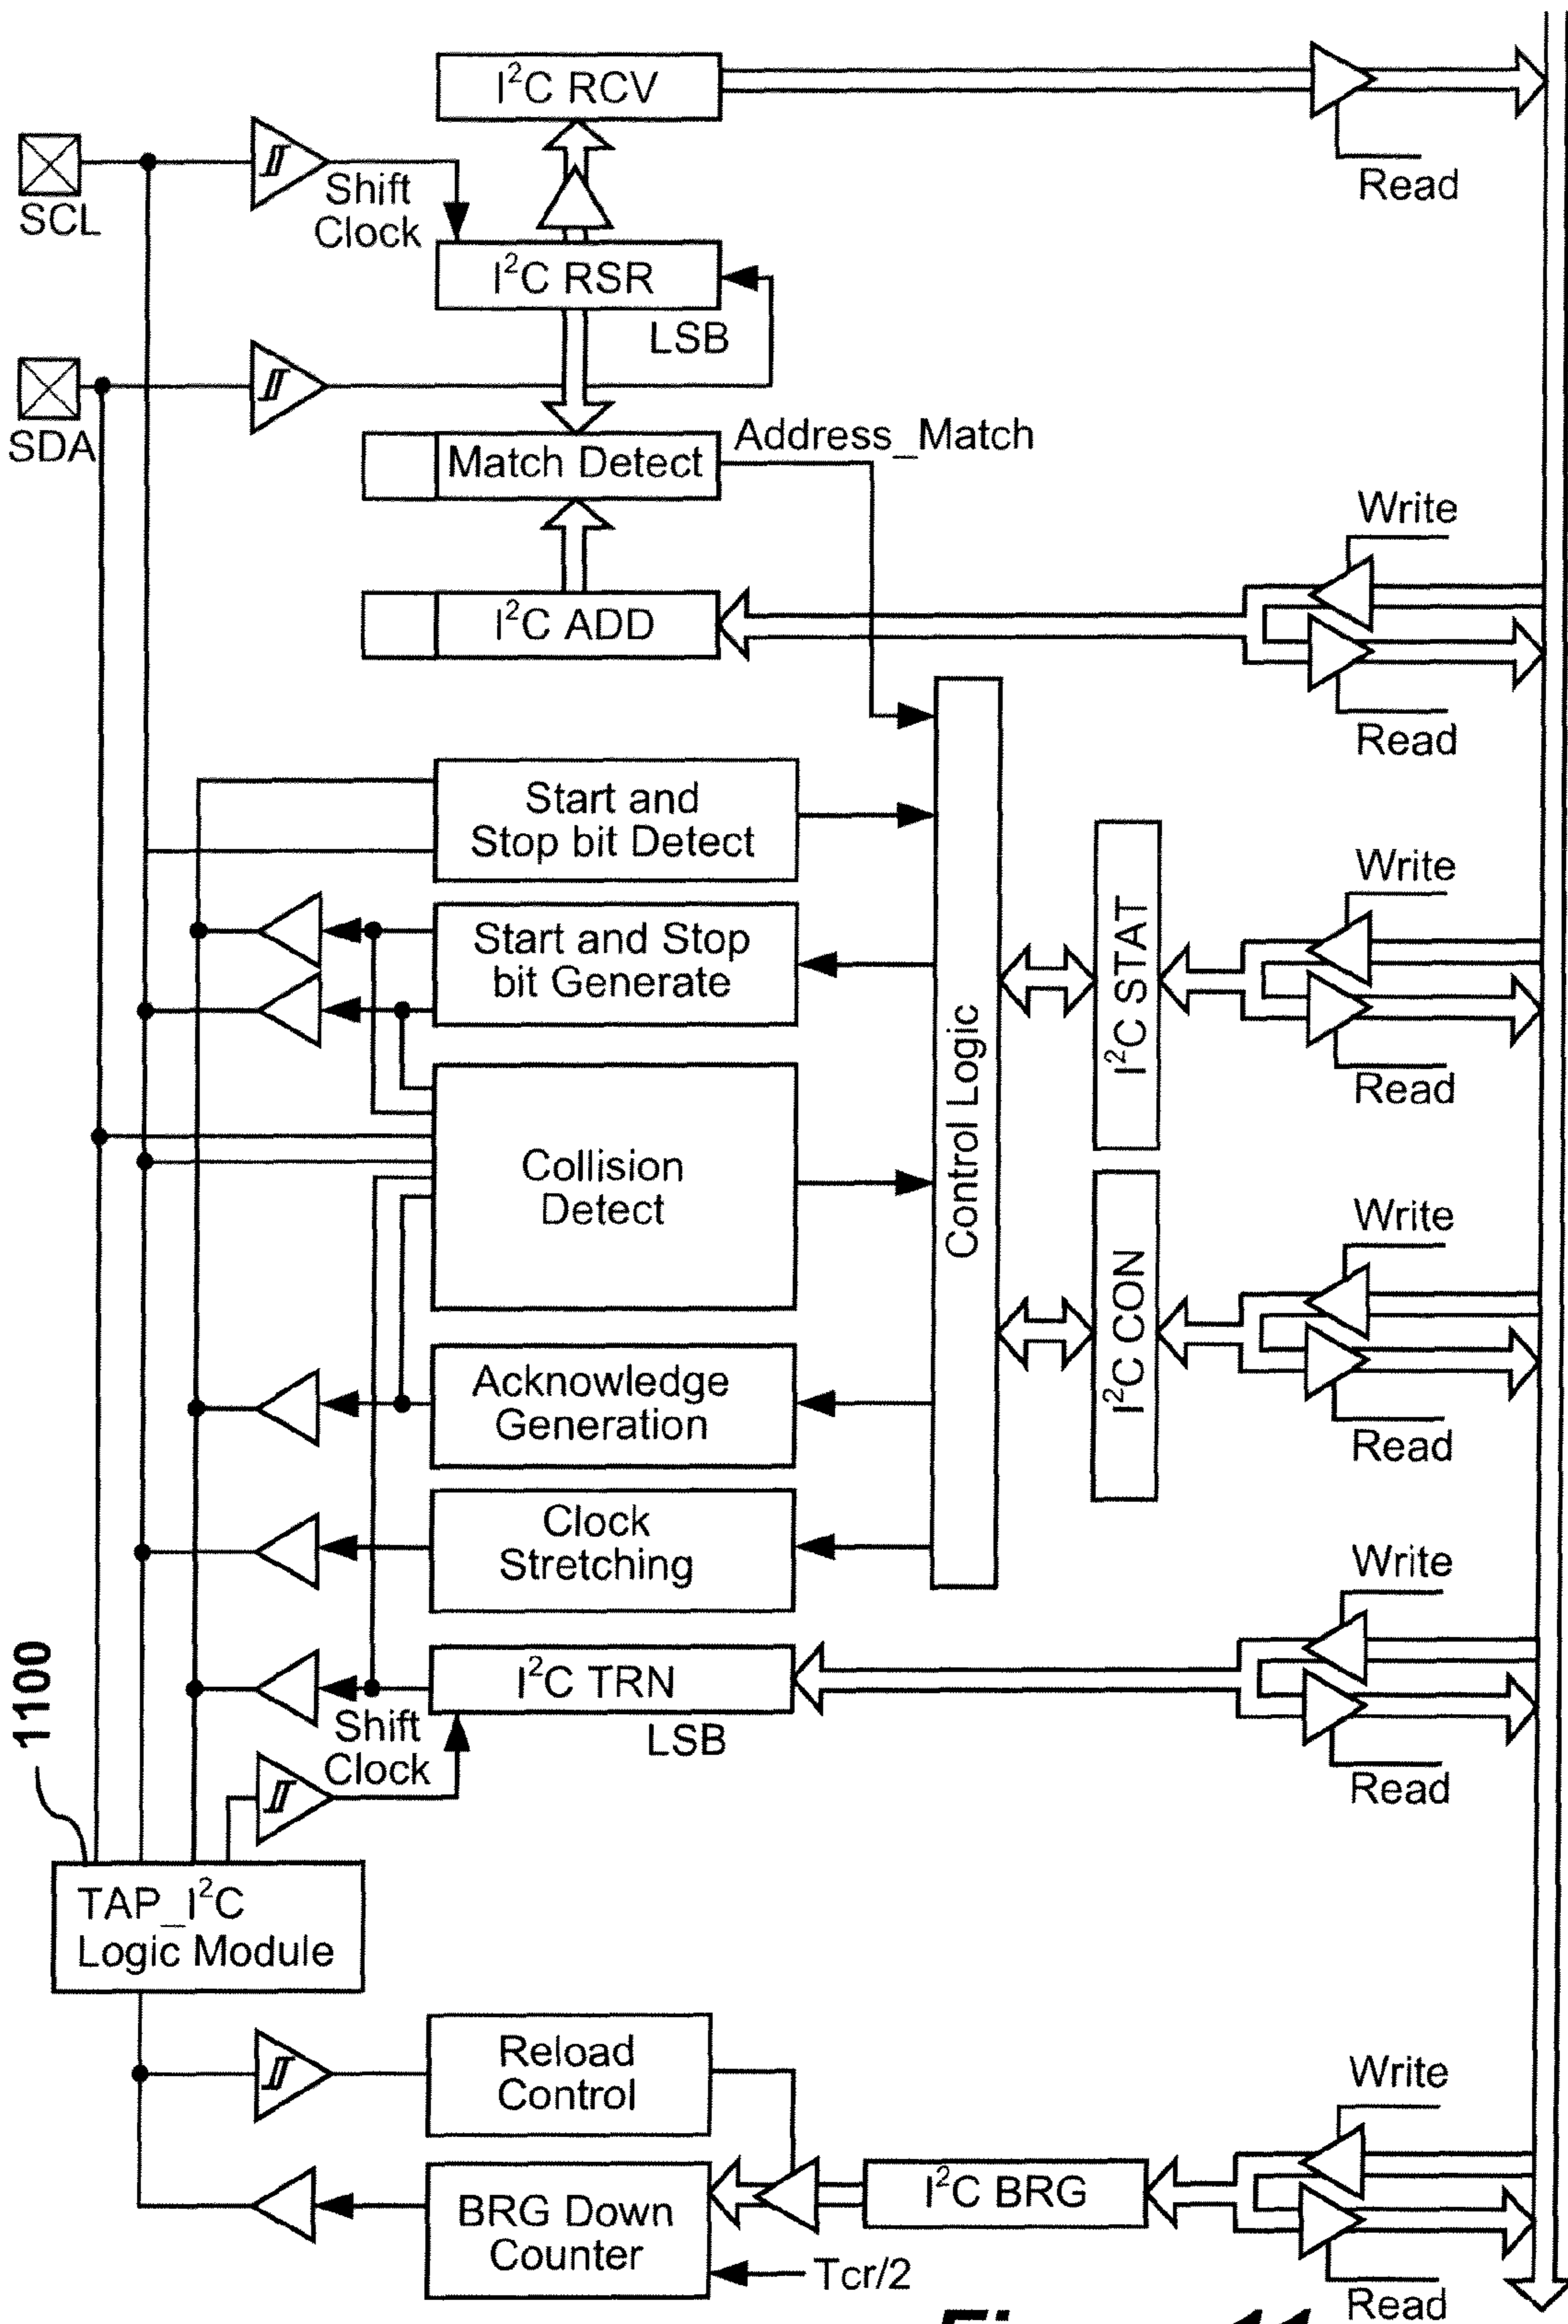 I²C RCV
Read
SCL
Shift
Clock
I²C RSR
LSB
SDA
Match Detect
Address_Match
Write
I²C ADD
Read
Start and
Stop bit Detect
Write
Start and Stop
bit Generate
I²C STAT
Read
Control Logic
Collision
Detect
Write
I²C CON
Acknowledge
Generation
Read
Clock
Stretching
Write
1100
I²C TRN
Shift
Clock
LSB
Read
TAP_I²C
Logic Module
Reload
Control
Write
I²C BRG
BRG Down
Counter
Tcr/2
Read